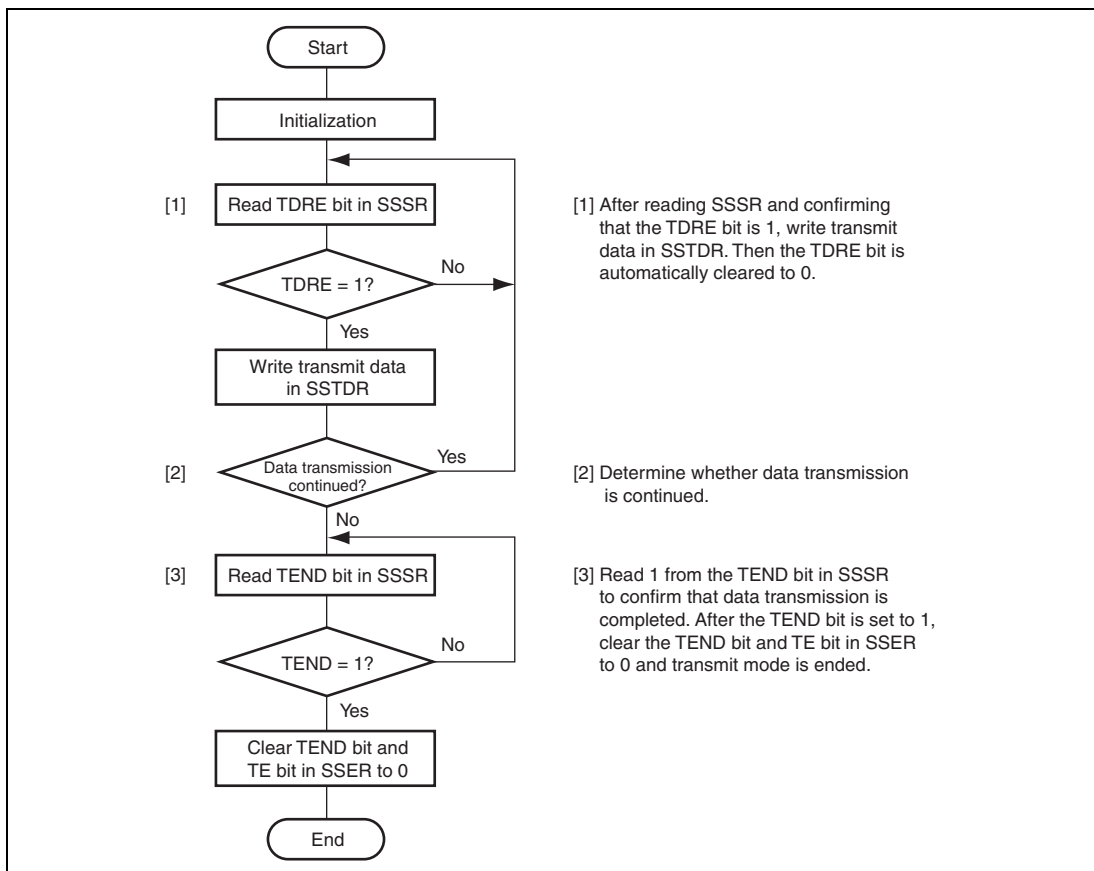 Start
Initialization
[1]
Read TDRE bit in SSSR
[1] After reading SSSR and confirming
that the TDRE bit is 1, write transmit
data in SSTDR. Then the TDRE bit is
automatically cleared to 0.
TDRE = 1?
No
Yes
Write transmit data
in SSTDR
[2]
Data transmission
continued?
Yes
[2] Determine whether data transmission
is continued.
No
[3]
Read TEND bit in SSSR
[3] Read 1 from the TEND bit in SSSR
to confirm that data transmission is
completed. After the TEND bit is set to 1,
clear the TEND bit and TE bit in SSER
to 0 and transmit mode is ended.
TEND = 1?
No
Yes
Clear TEND bit and
TE bit in SSER to 0
End